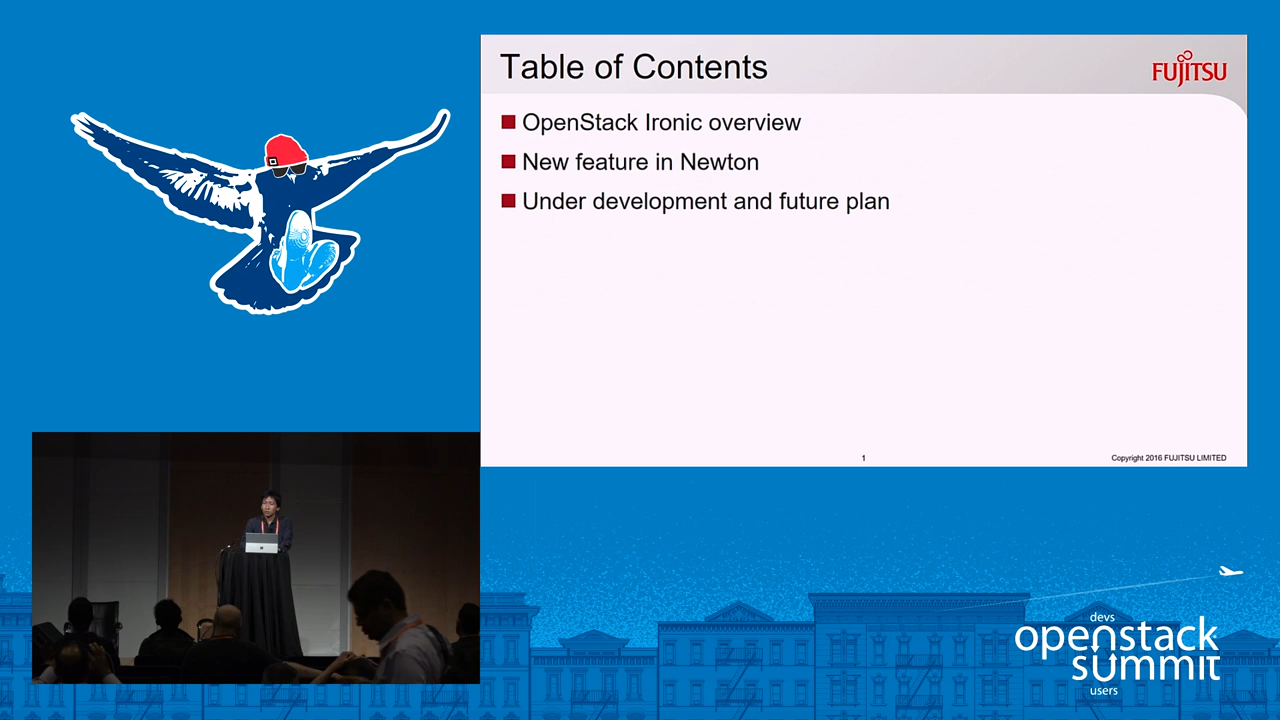 Table of Contents
FUJITSU
OpenStack Ironic overview
New feature in Newton
Under development and future plan
1
Copyright 2016 FUJITSU LIMITED
devs
openstack
summit
users